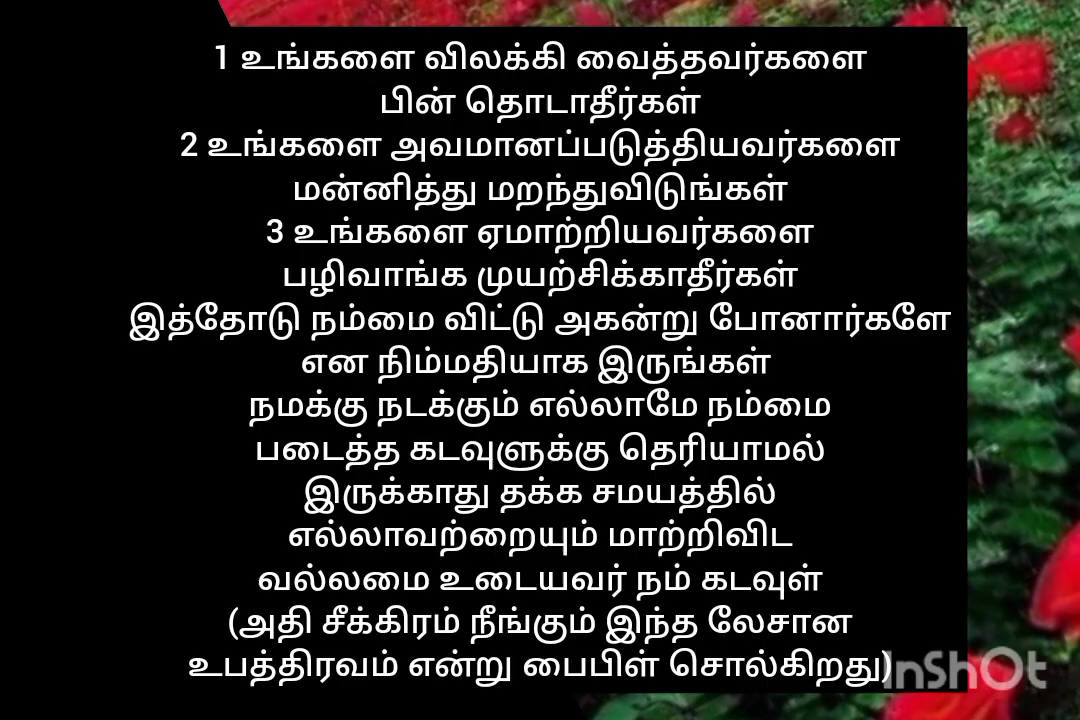 1 உங்களை விலக்கி வைத்தவர்களை
பின் தொடாதீர்கள்
2 உங்களை அவமானப்படுத்தியவர்களை
மன்னித்து மறந்துவிடுங்கள்
3 உங்களை ஏமாற்றியவர்களை
பழிவாங்க முயற்சிக்காதீர்கள்
இத்தோடு நம்மை விட்டு அகன்று போனார்களே
என நிம்மதியாக இருங்கள்
நமக்கு நடக்கும் எல்லாமே நம்மை
படைத்த கடவுளுக்கு தெரியாமல்
இருக்காது தக்க சமயத்தில்
எல்லாவற்றையும் மாற்றிவிட
வல்லமை உடையவர் நம் கடவுள்
(அதி சீக்கிரம் நீங்கும் இந்த லேசான
உபத்திரவம் என்று பைபிள் சொல்கிறது)
InShOt